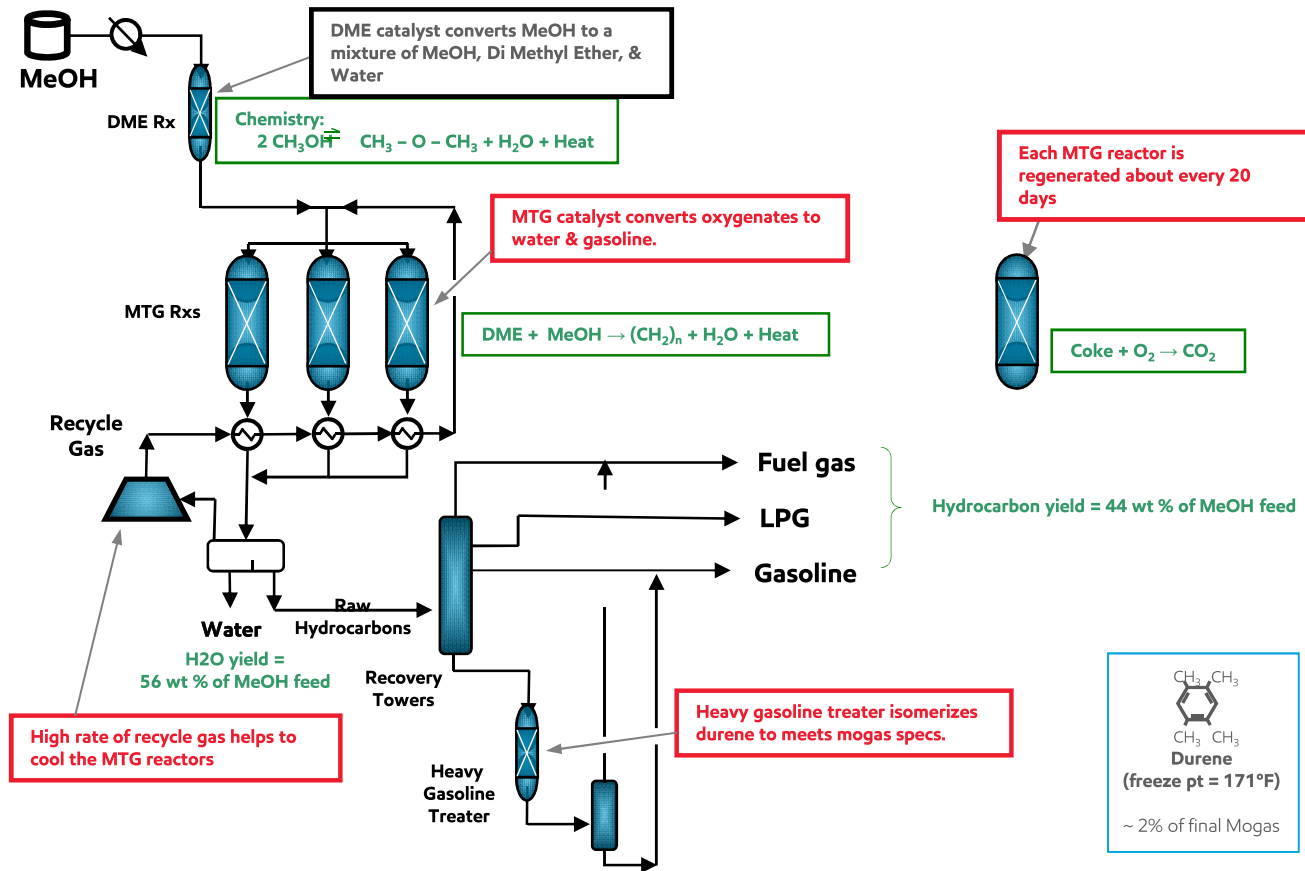 MeOH
DME catalyst converts MeOH to a
mixture of MeOH, Di Methyl Ether, &
Water
DME Rx
Chemistry:
2 CH₃OH ⇌ CH₃ – O – CH₃ + H₂O + Heat
Each MTG reactor is
regenerated about every 20
days
MTG catalyst converts oxygenates to
water & gasoline.
MTG Rxs
DME + MeOH → (CH₂)ₙ + H₂O + Heat
Coke + O₂ → CO₂
Recycle
Gas
Fuel gas
LPG
Gasoline
Hydrocarbon yield = 44 wt % of MeOH feed
Raw
Hydrocarbons
Water
H2O yield =
56 wt % of MeOH feed
Recovery
Towers
High rate of recycle gas helps to
cool the MTG reactors
Heavy gasoline treater isomerizes
durene to meets mogas specs.
Heavy
Gasoline
Treater
CH₃ CH₃
CH₃ CH₃
Durene
(freeze pt = 171°F)
~ 2% of final Mogas